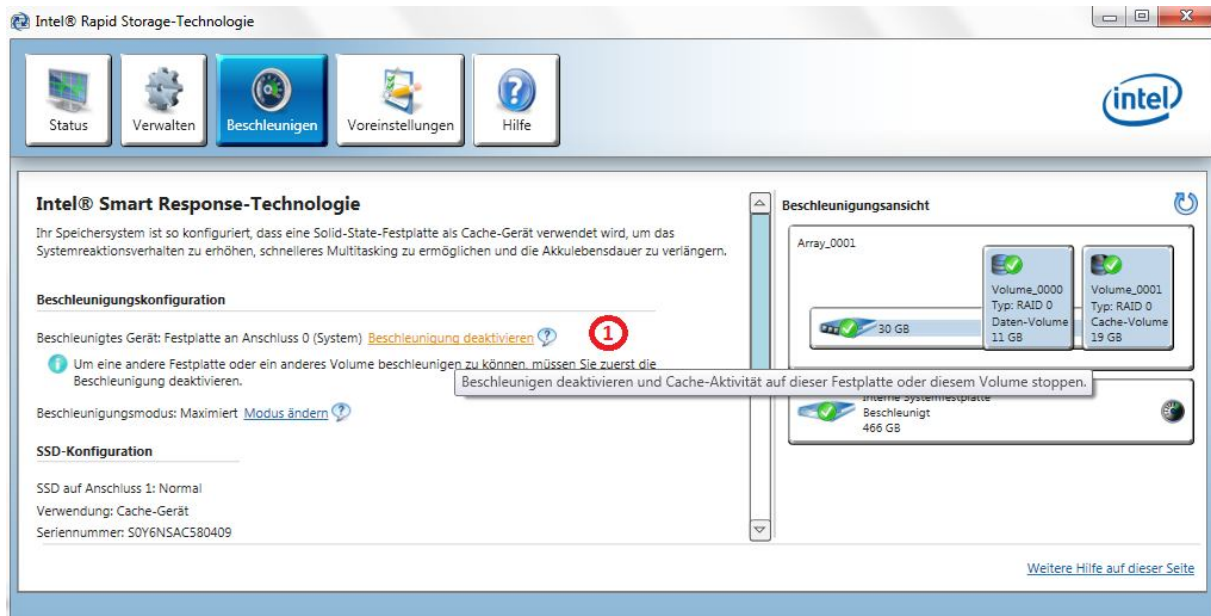 Intel® Rapid Storage-Technologie
Status
Verwalten
Beschleunigen
Voreinstellungen
Hilfe
intel
Intel® Smart Response-Technologie
Ihr Speichersystem ist so konfiguriert, dass eine Solid-State-Festplatte als Cache-Gerät verwendet wird, um das
Systemreaktionsverhalten zu erhöhen, schnelleres Multitasking zu ermöglichen und die Akkulebensdauer zu verlängern.
Beschleunigungskonfiguration
Beschleunigtes Gerät: Festplatte an Anschluss 0 (System) Beschleunigung deaktivieren ?
1
Um eine andere Festplatte oder ein anderes Volume beschleunigen zu können, müssen Sie zuerst die
Beschleunigung deaktivieren.
Beschleunigen deaktivieren und Cache-Aktivität auf dieser Festplatte oder diesem Volume stoppen.
Beschleunigungsmodus: Maximiert Modus ändern ?
SSD-Konfiguration
SSD auf Anschluss 1: Normal
Verwendung: Cache-Gerät
Seriennummer: S0Y6NSAC580409
Beschleunigungsansicht
Array_0001
30 GB
Volume_0000
Typ: RAID 0
Daten-Volume
11 GB
Volume_0001
Typ: RAID 0
Cache-Volume
19 GB
Interne Systemfestplatte
Beschleunigt
466 GB
Weitere Hilfe auf dieser Seite